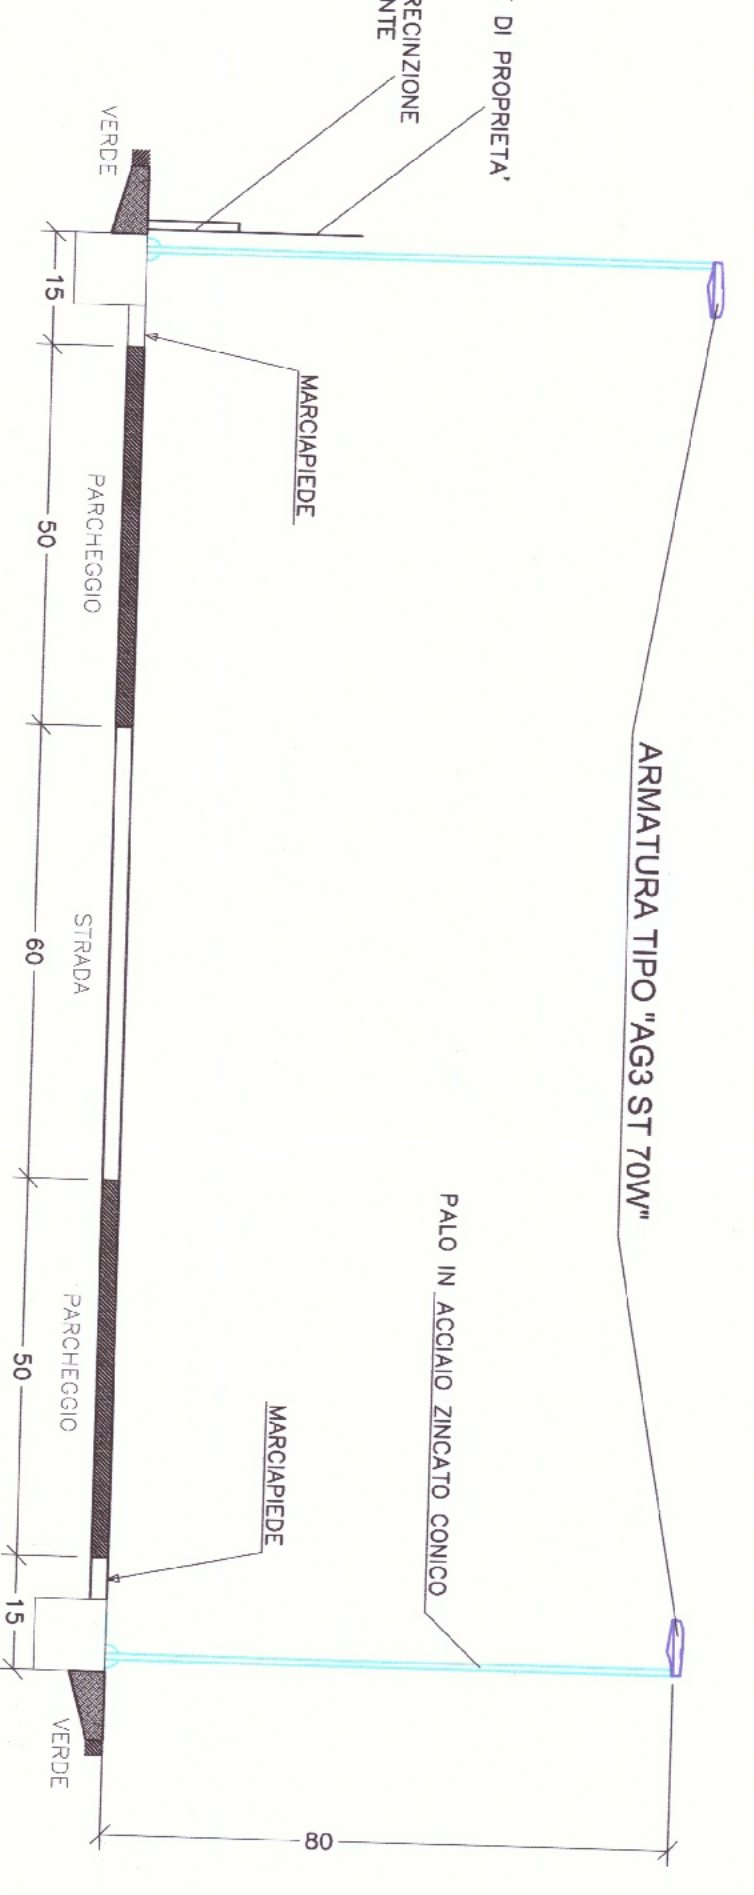 DI PROPRIETA'
RECINZIONE
ARMATURA TIPO "AG3 ST 70W"
PALO IN ACCIAIO ZINCATO CONICO
MARCIAPIEDE
MARCIAPIEDE
80
VERDE
PARCHEGGIO
STRADA
PARCHEGGIO
VERDE
15
50
60
50
15